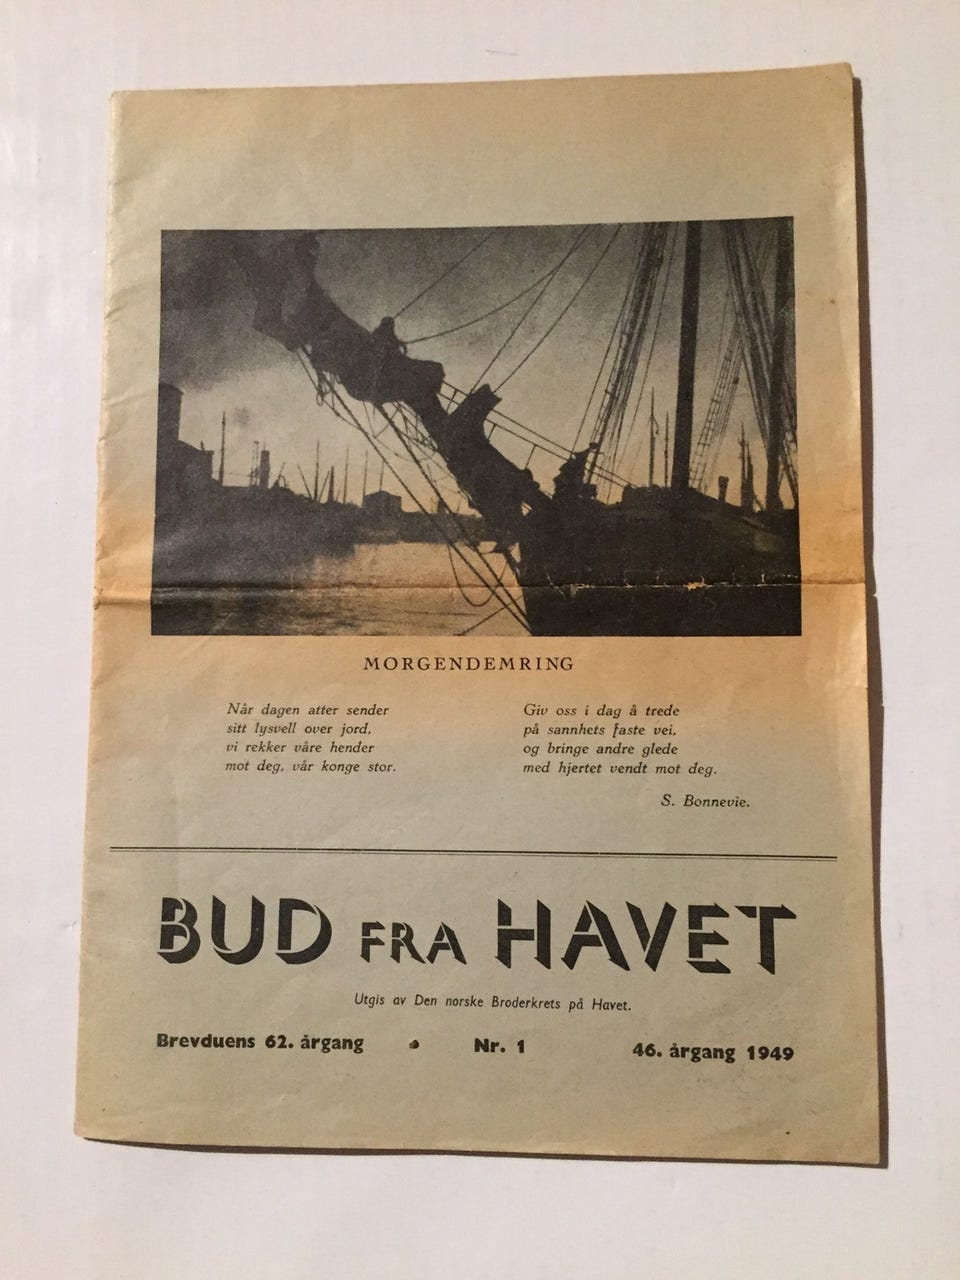 MORGENDEMRING
Når dagen atter sender
sitt lysvell over jord,
vi rekker våre hender
mot deg, vår konge stor.
Giv oss i dag å trede
på sannhets faste vei,
og bringe andre glede
med hjertet vendt mot deg.
S. Bonnevie.
BUD FRA HAVET
Utgis av Den norske Broderkrets på Havet.
Brevduens 62. årgang • Nr. 1 46. årgang 1949